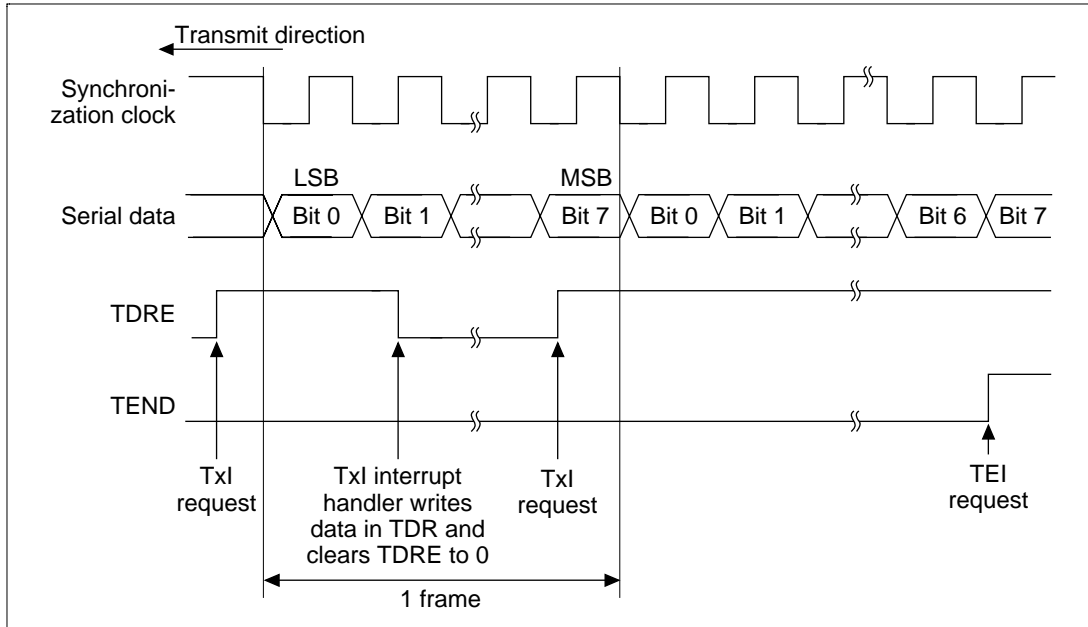 Transmit direction
Synchroni-
zation clock
LSB
MSB
Serial data
Bit 0
Bit 1
Bit 7
Bit 0
Bit 1
Bit 6
Bit 7
TDRE
TEND
TxI
request
TxI interrupt
handler writes
data in TDR and
clears TDRE to 0
TxI
request
TEI
request
1 frame